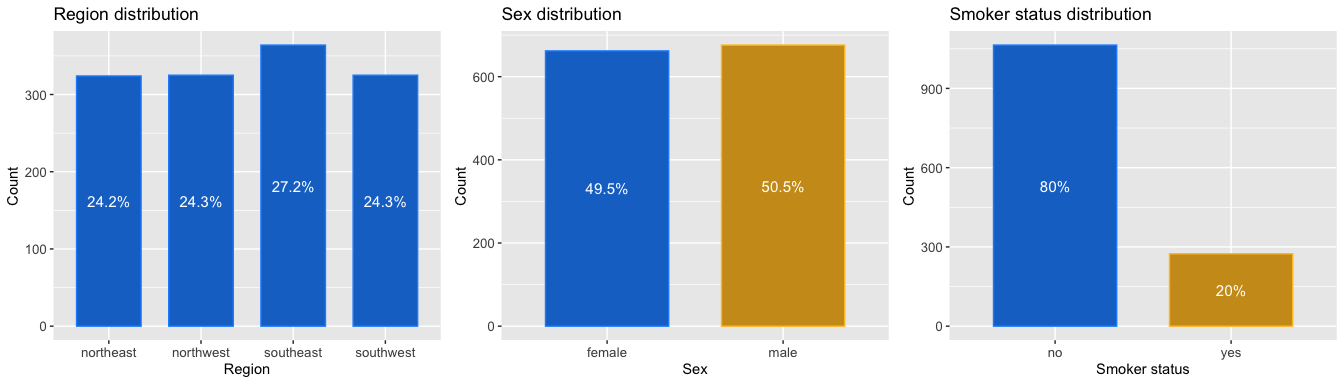 Region distribution
Count
300
200
100
0
24.2%
24.3%
27.2%
24.3%
northeast
northwest
southeast
southwest
Region
Sex distribution
Count
600
400
200
0
49.5%
50.5%
female
male
Sex
Smoker status distribution
Count
900
600
300
0
80%
20%
no
yes
Smoker status